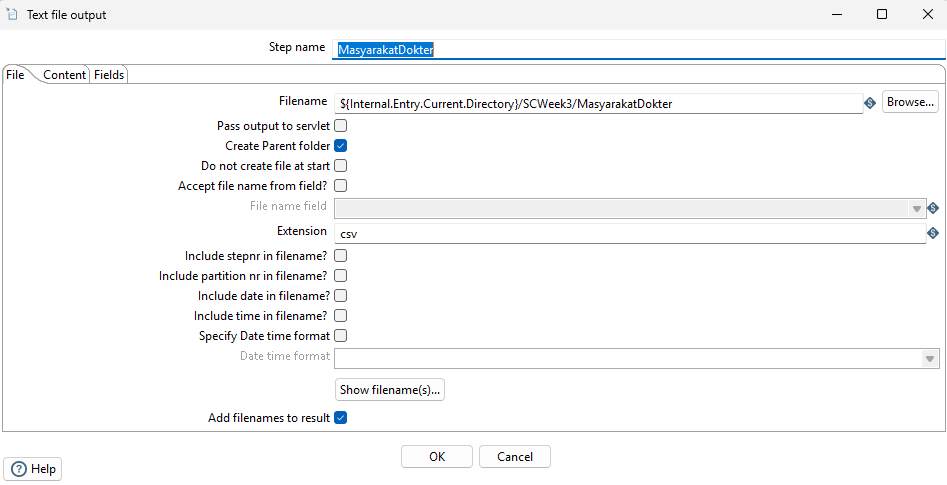 Text file output
Step name MasyarakatDokter
File Content Fields
Filename ${Internal.Entry.Current.Directory}/SCWeek3/MasyarakatDokter Browse...
Pass output to servlet
Create Parent folder
Do not create file at start
Accept file name from field?
File name field
Extension csv
Include stepnr in filename?
Include partition nr in filename?
Include date in filename?
Include time in filename?
Specify Date time format
Date time format
Show filename(s)...
Add filenames to result
OK Cancel
Help